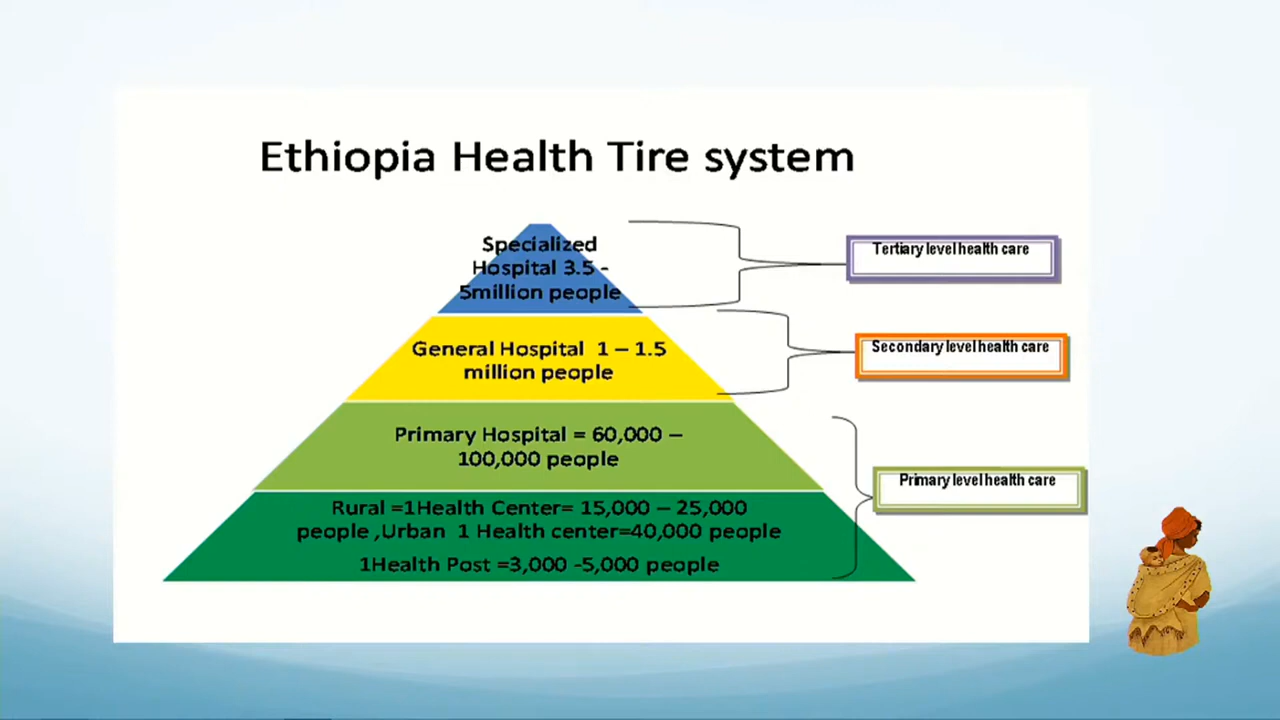 Ethiopia Health Tire system
Specialized
Hospital 3.5 -
5million people
Tertiary level health care
General Hospital 1 – 1.5
million people
Secondary level health care
Primary Hospital = 60,000 –
100,000 people
Primary level health care
Rural =1Health Center= 15,000 – 25,000
people ,Urban 1 Health center=40,000 people
1Health Post =3,000 -5,000 people